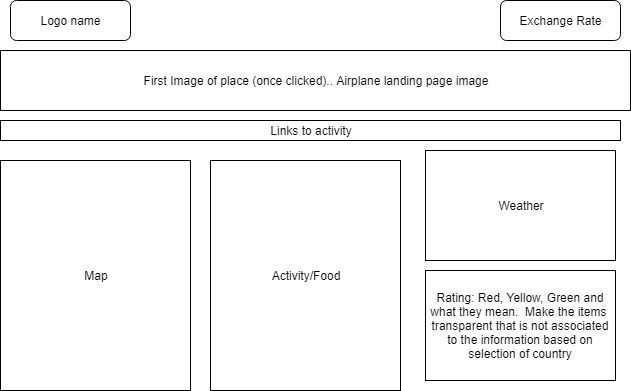 Logo name
Exchange Rate
First Image of place (once clicked).. Airplane landing page image
Links to activity
Map
Activity/Food
Weather
Rating: Red, Yellow, Green and
what they mean.  Make the items
transparent that is not associated
to the information based on
selection of country